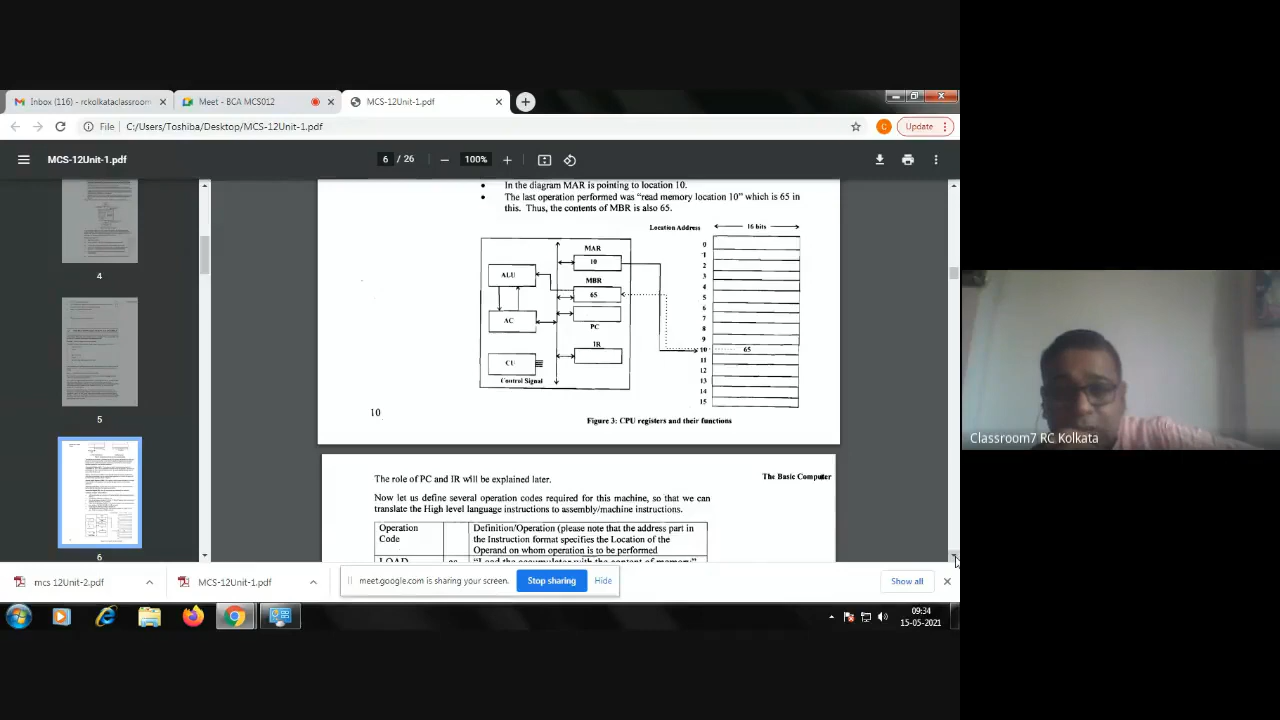 Inbox (116) - rckolkataclassroom
Meet - BCA MCS012
MCS-12Unit-1.pdf
File C:/Users/Toshiba/Desktop/MCS-12Unit-1.pdf
C Update
MCS-12Unit-1.pdf
6 / 26
100%
4
5
6
In the diagram MAR is pointing to location 10.
The last operation performed was "read memory location 10" which is 65 in
this. Thus, the contents of MBR is also 65.
Location Address
16 bits
MAR
10
ALU
MBR
65
AC
PC
IR
CU
Control Signal
0
1
2
3
4
5
6
7
8
9
10 65
11
12
13
14
15
10
Figure 3: CPU registers and their functions
The role of PC and IR will be explained later.
The Basic Computer
Now let us define several operation codes required for this machine, so that we can
translate the High level language instructions to assembly/machine instructions.
Operation
Code
Definition/Operation (please note that the address part in
the Instruction format specifies the Location of the
Operand on whom operation is to be performed
LOAD as "Load the accumulator with the content of memory"
mcs 12Unit-2.pdf
MCS-12Unit-1.pdf
meet.google.com is sharing your screen.
Stop sharing
Hide
Show all
09:34
15-05-2021
Classroom7 RC Kolkata